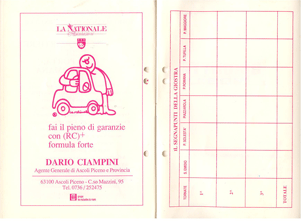 LA NATIONALE
fai il pieno di garanzie
con (RC)+
formula forte
DARIO CIAMPINI
Agente Generale di Ascoli Piceno e Provincia
63100 Ascoli Piceno - C.so Mazzini, 95
Tel. 0736 / 252475
IL SEGNAPUNTE DELLA GIOSTRA
TORNATE
S. EMIDIO
P. SOLESTA'
PIAZZAROLA
P. ROMANA
P. TUFILLA
P. MAGGIORE
1ª
2ª
3ª
TOTALE